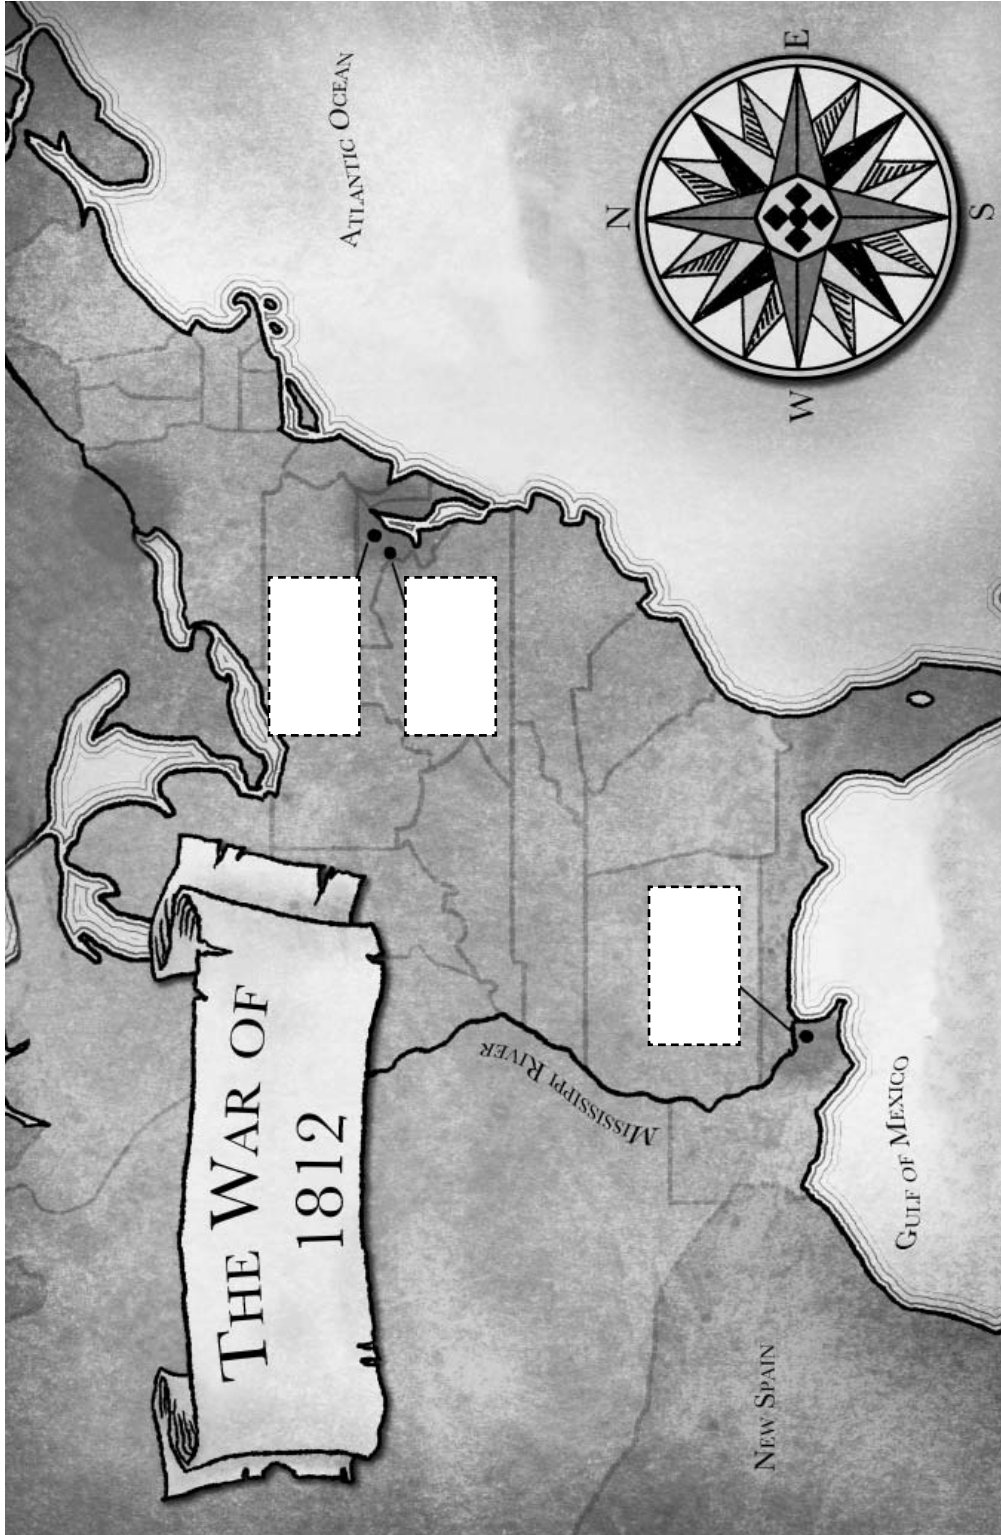 THE WAR OF
1812
ATLANTIC OCEAN
N
E
S
W
MISSISSIPPI RIVER
GULF OF MEXICO
NEW SPAIN